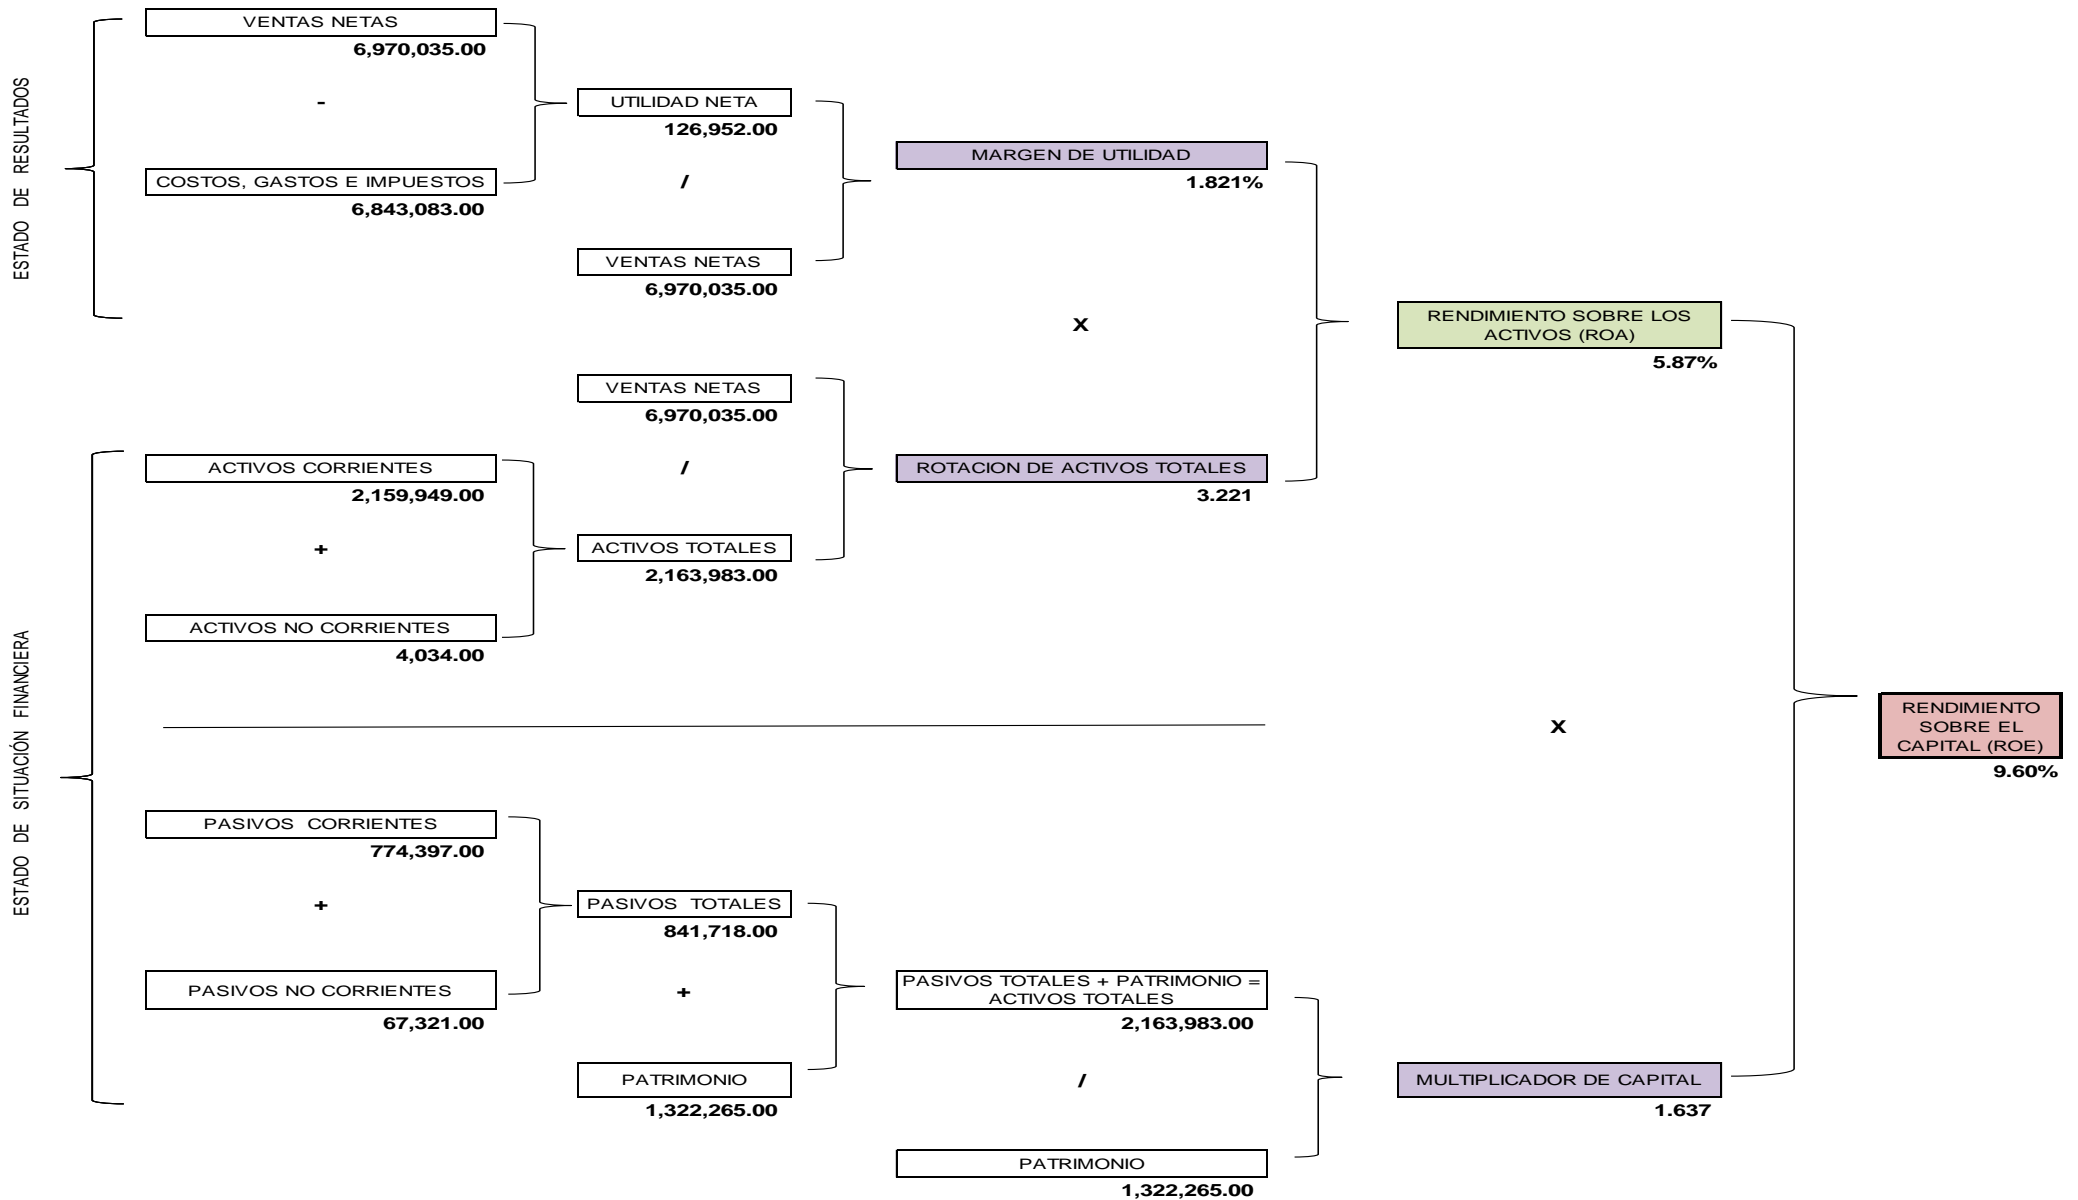 ESTADO DE RESULTADOS
VENTAS NETAS
6,970,035.00
-
COSTOS, GASTOS E IMPUESTOS
6,843,083.00
UTILIDAD NETA
126,952.00
/
VENTAS NETAS
6,970,035.00
MARGEN DE UTILIDAD
1.821%
X
VENTAS NETAS
6,970,035.00
/
ACTIVOS TOTALES
2,163,983.00
ROTACION DE ACTIVOS TOTALES
3.221
RENDIMIENTO SOBRE LOS
ACTIVOS (ROA)
5.87%
ESTADO DE SITUACIÓN FINANCIERA
ACTIVOS CORRIENTES
2,159,949.00
+
ACTIVOS NO CORRIENTES
4,034.00
X
RENDIMIENTO
SOBRE EL
CAPITAL (ROE)
9.60%
PASIVOS CORRIENTES
774,397.00
+
PASIVOS NO CORRIENTES
67,321.00
PASIVOS TOTALES
841,718.00
+
PATRIMONIO
1,322,265.00
PASIVOS TOTALES + PATRIMONIO =
ACTIVOS TOTALES
2,163,983.00
/
PATRIMONIO
1,322,265.00
MULTIPLICADOR DE CAPITAL
1.637